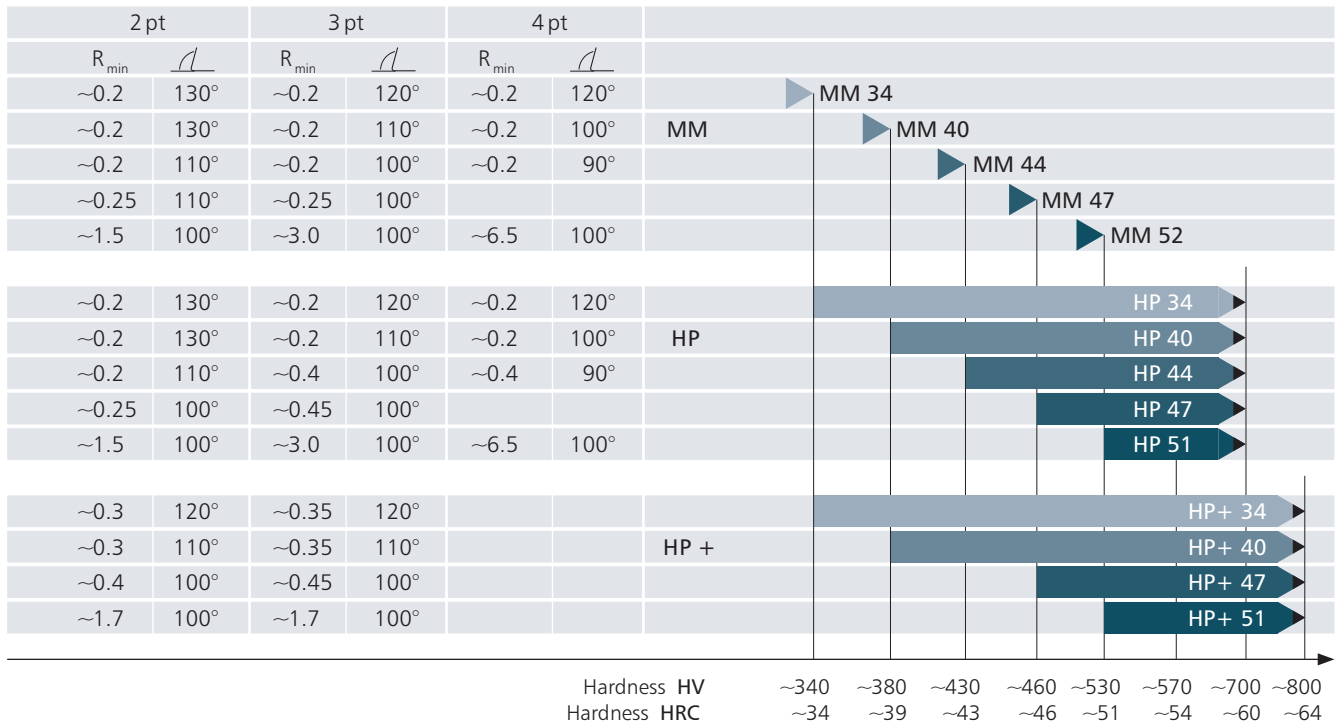 2 pt 3 pt 4 pt
R min R min R min
~0.2 130° ~0.2 120° ~0.2 120° MM 34
~0.2 130° ~0.2 110° ~0.2 100° MM MM 40
~0.2 110° ~0.2 100° ~0.2 90° MM 44
~0.25 110° ~0.25 100° MM 47
~1.5 100° ~3.0 100° ~6.5 100° MM 52
~0.2 130° ~0.2 120° ~0.2 120° HP 34
~0.2 130° ~0.2 110° ~0.2 100° HP HP 40
~0.2 110° ~0.4 100° ~0.4 90° HP 44
~0.25 100° ~0.45 100° HP 47
~1.5 100° ~3.0 100° ~6.5 100° HP 51
~0.3 120° ~0.35 120° HP+ 34
~0.3 110° ~0.35 110° HP + HP+ 40
~0.4 100° ~0.45 100° HP+ 47
~1.7 100° ~1.7 100° HP+ 51
Hardness HV ~340 ~380 ~430 ~460 ~530 ~570 ~700 ~800
Hardness HRC ~34 ~39 ~43 ~46 ~51 ~54 ~60 ~64